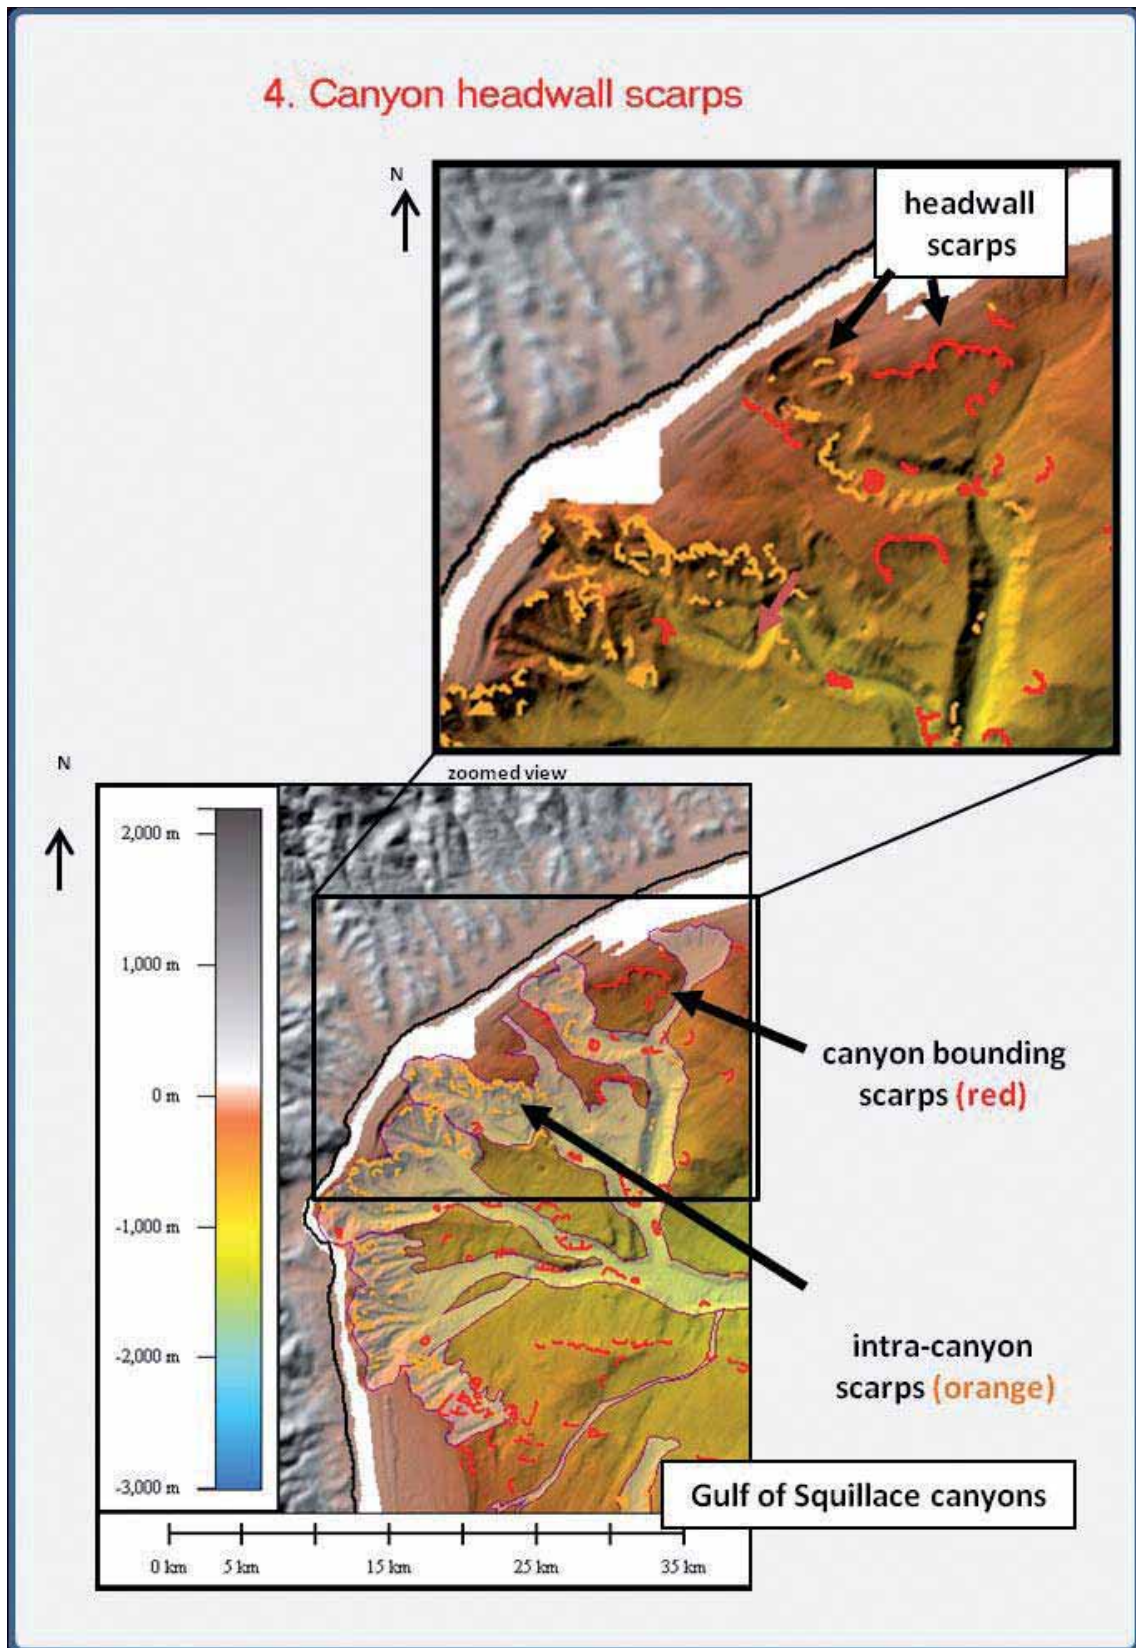 4. Canyon headwall scarps
N
headwall
scarps
zoomed view
N
2,000 m
1,000 m
0 m
-1,000 m
-2,000 m
-3,000 m
canyon bounding
scarps (red)
intra-canyon
scarps (orange)
Gulf of Squillace canyons
0 km 5 km 15 km 25 km 35 km